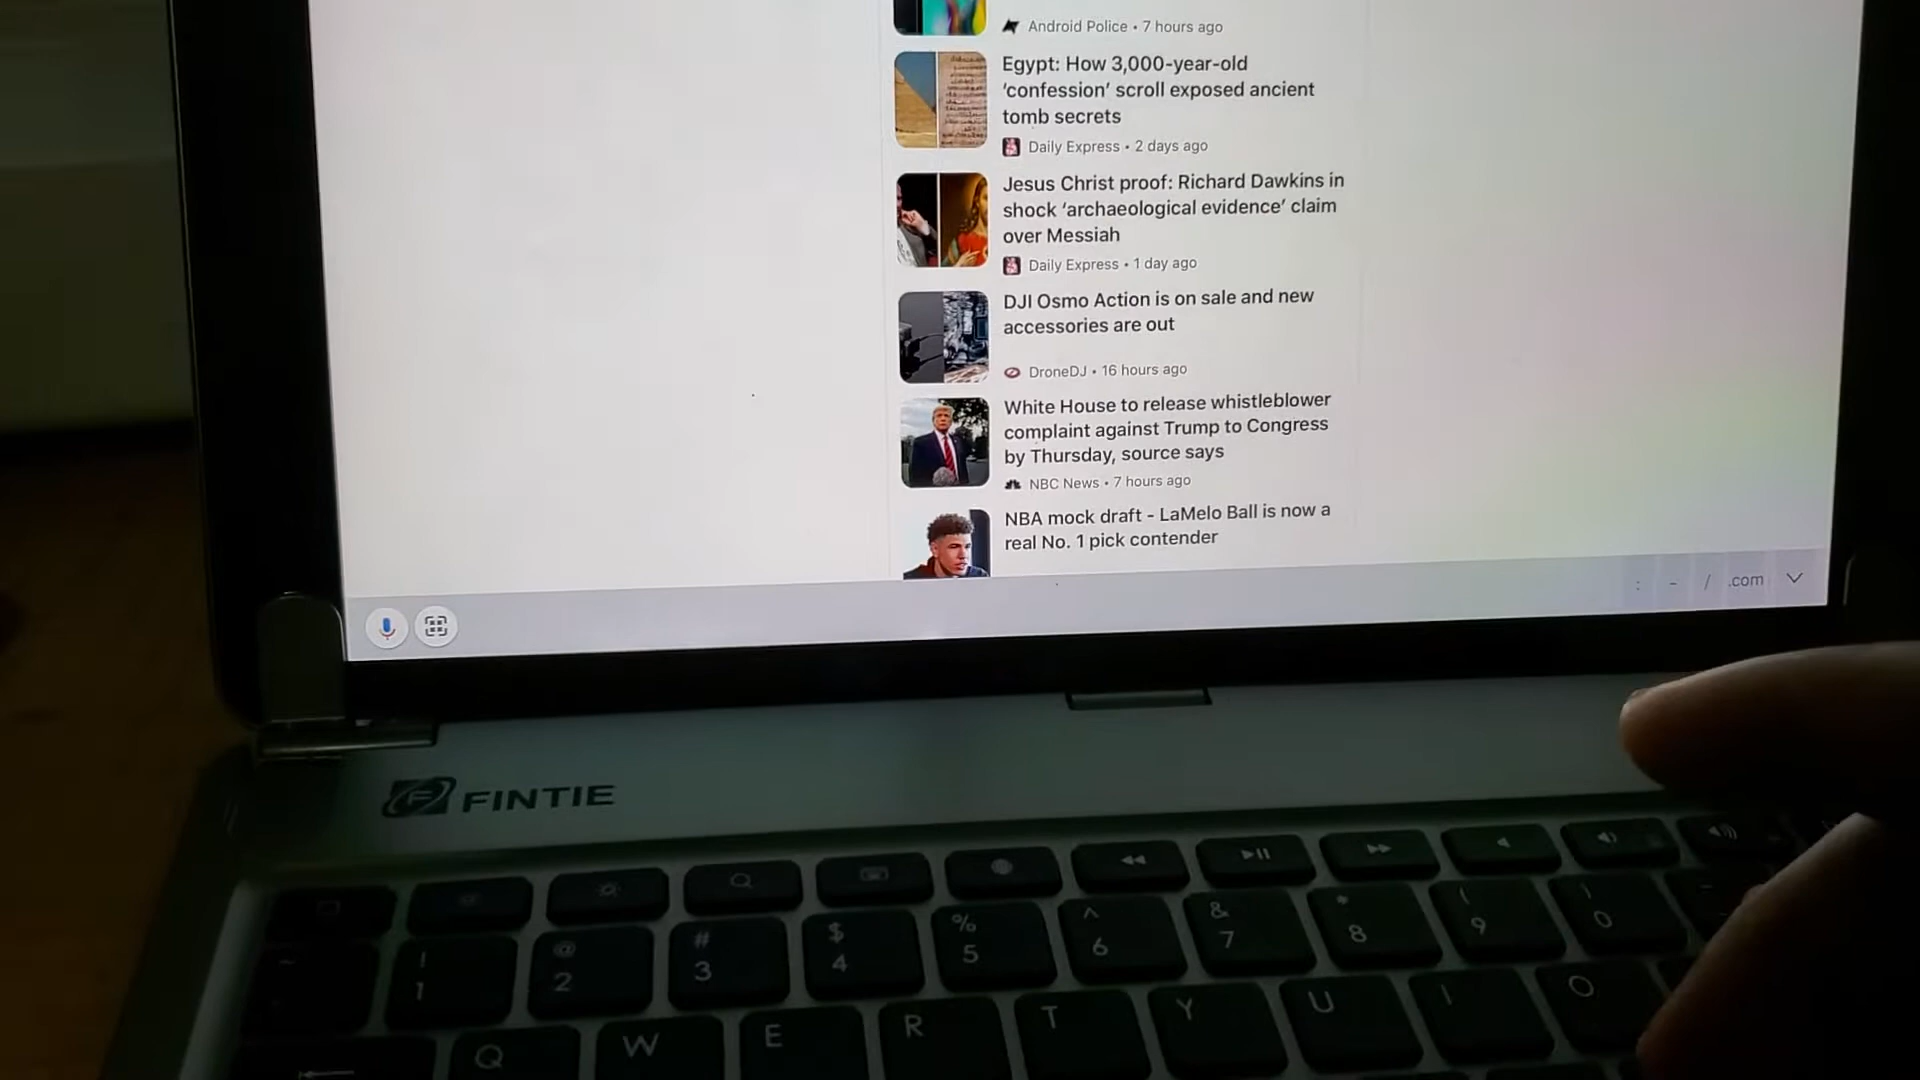 Android Police • 7 hours ago
Egypt: How 3,000-year-old
‘confession’ scroll exposed ancient
tomb secrets
Daily Express • 2 days ago
Jesus Christ proof: Richard Dawkins in
shock ‘archaeological evidence’ claim
over Messiah
Daily Express • 1 day ago
DJI Osmo Action is on sale and new
accessories are out
DroneDJ • 16 hours ago
White House to release whistleblower
complaint against Trump to Congress
by Thursday, source says
NBC News • 7 hours ago
NBA mock draft - LaMelo Ball is now a
real No. 1 pick contender
: - / .com
FINTIE
! @ # $ % ^ & * ( )
1 2 3 4 5 6 7 8 9 0
Q W E R T Y U I O